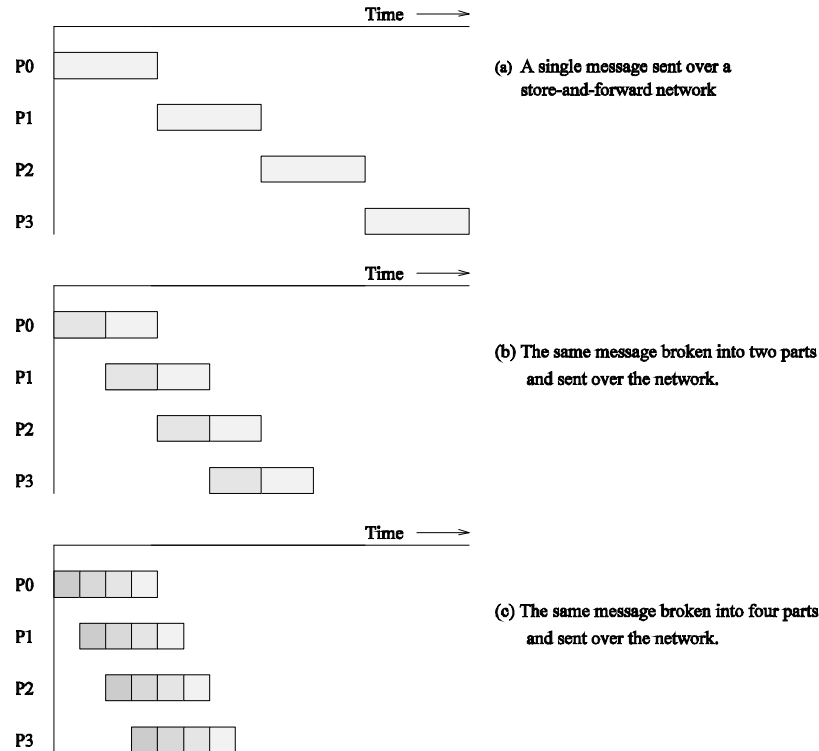 Time
P0
(a) A single message sent over a
store-and-forward network
P1
P2
P3
Time
P0
(b) The same message broken into two parts
and sent over the network.
P1
P2
P3
Time
P0
(c) The same message broken into four parts
and sent over the network.
P1
P2
P3